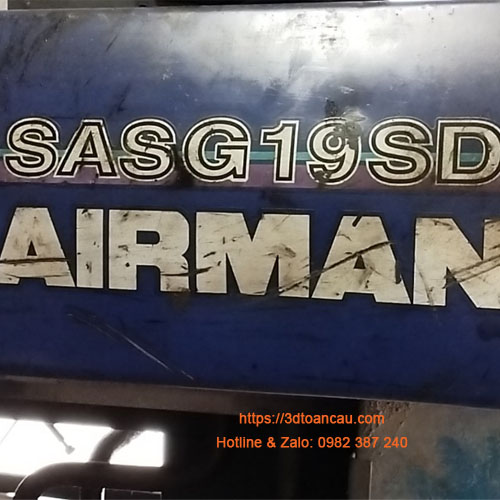 SASG19SD
AIRMAN
https://3dtoancau.com
Hotline & Zalo: 0982 387 240